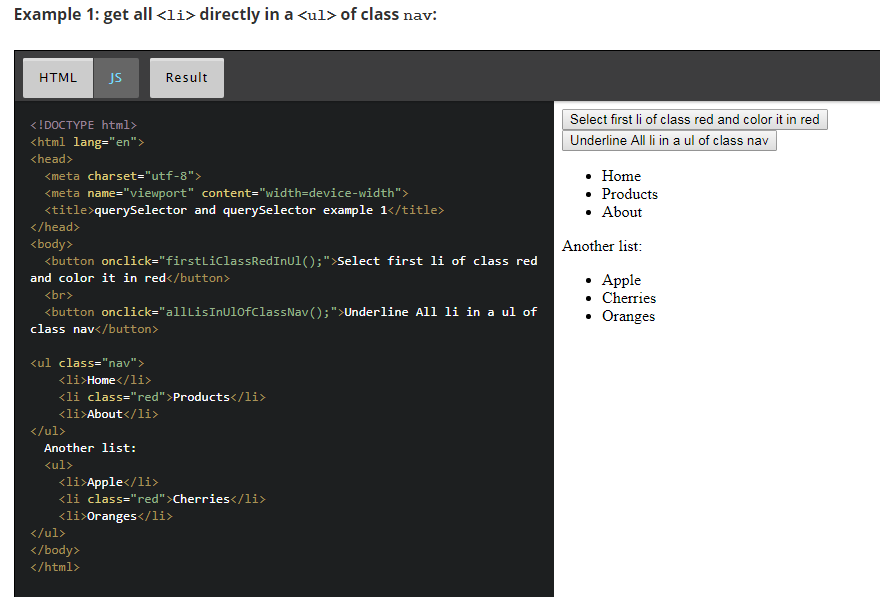 Example 1: get all <li> directly in a <ul> of class nav:
HTML JS Result
<!DOCTYPE html>
<html lang="en">
<head>
<meta charset="utf-8">
<meta name="viewport" content="width=device-width">
<title>querySelector and querySelector example 1</title>
</head>
<body>
<button onclick="firstLiClassRedInUl();">Select first li of class red
and color it in red</button>
<br>
<button onclick="allLisInUlOfClassNav();">Underline All li in a ul of
class nav</button>
<ul class="nav">
<li>Home</li>
<li class="red">Products</li>
<li>About</li>
</ul>
Another list:
<ul>
<li>Apple</li>
<li class="red">Cherries</li>
<li>Oranges</li>
</ul>
</body>
</html>
Select first li of class red and color it in red
Underline All li in a ul of class nav
Home
Products
About
Another list:
Apple
Cherries
Oranges